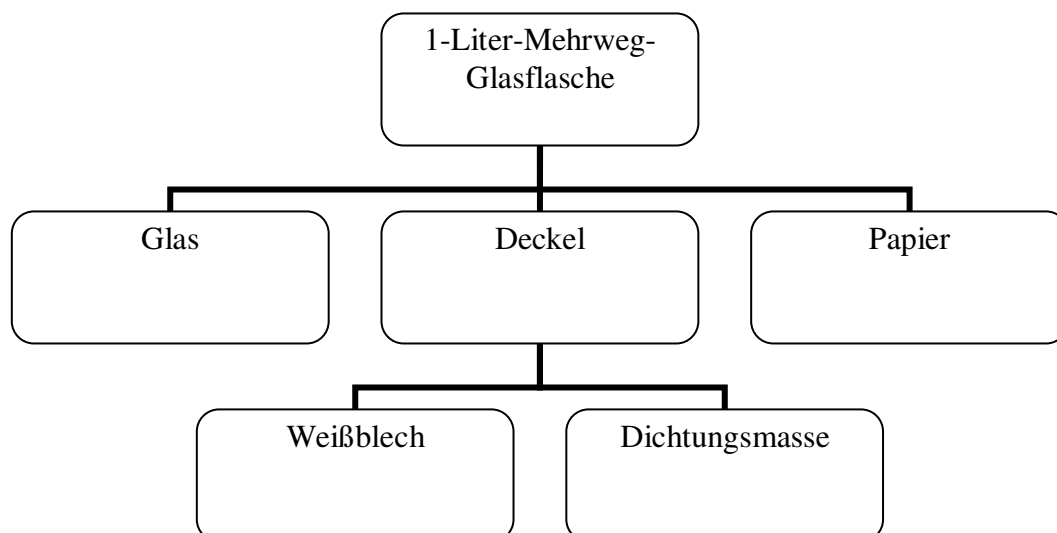 1-Liter-Mehrweg-
Glasflasche
Glas
Deckel
Papier
Weißblech
Dichtungsmasse